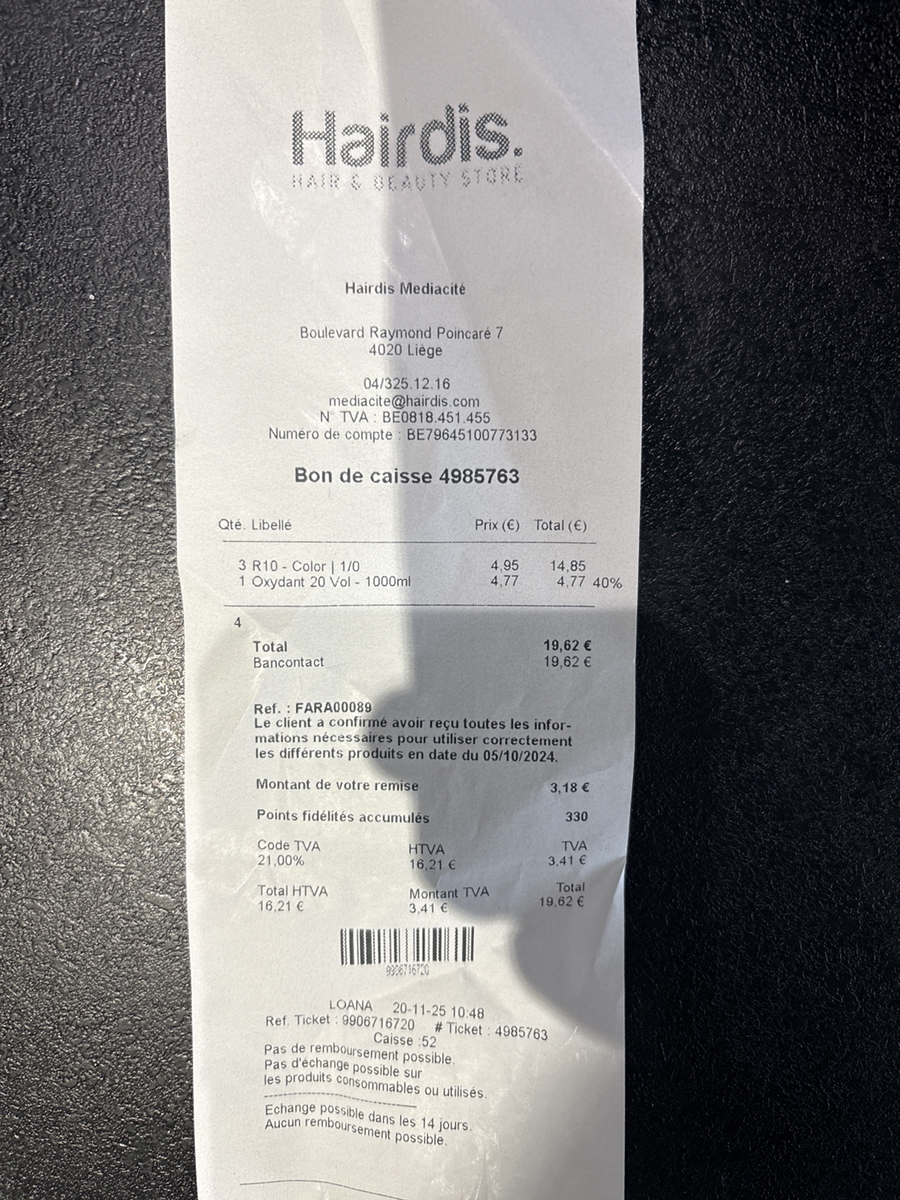 Hairdis.
HAIR & BEAUTY STORE
Hairdis Mediacité
Boulevard Raymond Poincaré 7
4020 Liège
04/325.12.16
mediacite@hairdis.com
N° TVA : BE0818.451.455
Numéro de compte : BE79645100773133
Bon de caisse 4985763
Qté. Libellé Prix (€) Total (€)
3 R10 - Color | 1/0 4,95 14,85
1 Oxydant 20 Vol - 1000ml 4,77 4,77 40%
4
Total 19,62 €
Bancontact 19,62 €
Ref. : FARA00089
Le client a confirmé avoir reçu toutes les infor-
mations nécessaires pour utiliser correctement
les différents produits en date du 05/10/2024.
Montant de votre remise 3,18 €
Points fidélités accumulés 330
Code TVA HTVA TVA
21,00% 16,21 € 3,41 €
Total HTVA Montant TVA Total
16,21 € 3,41 € 19,62 €
9906716720
LOANA 20-11-25 10:48
Ref. Ticket : 9906716720 # Ticket : 4985763
Caisse :52
Pas de remboursement possible.
Pas d'échange possible sur
les produits consommables ou utilisés.
Echange possible dans les 14 jours.
Aucun remboursement possible.